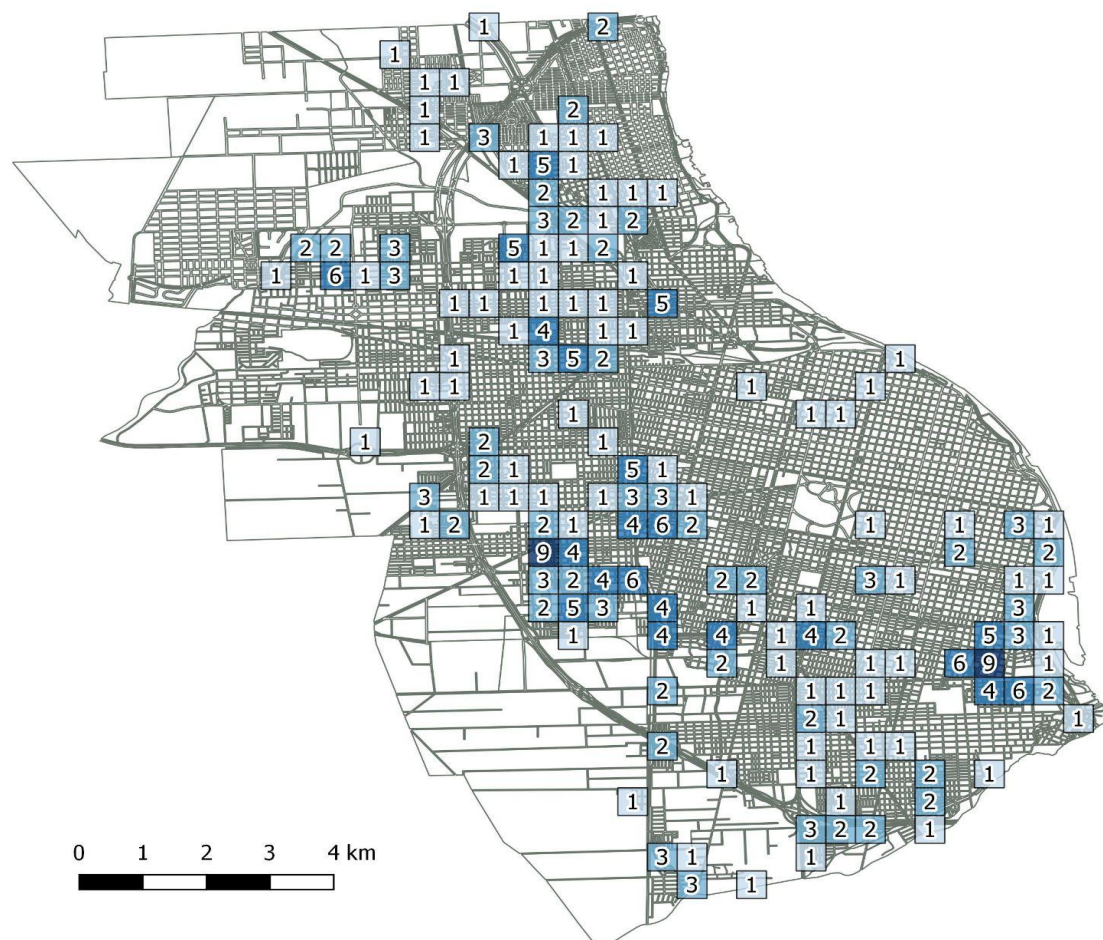 1 2
1
1 1
1 2
1 3 1 1 1
1 5 1
2 1 1 1
3 2 1 2
2 2 3 5 1 1 2
1 6 1 3 1 1 1
1 1 1 1 1 5
1 4 1 1
1 3 5 2 1
1 1 1 1
1 1 1
1 2 1
2 1 5 1
3 1 1 1 1 3 3 1
1 2 2 1 4 6 2 1 1 3 1
9 4 2 2
3 2 4 6 2 2 3 1 1 1
2 5 3 4 1 1 3
1 4 4 1 4 2 5 3 1
2 1 1 1 6 9 1
2 1 1 1 4 6 2
2 1 1
2 1 1 1
1 1 2 2 1
1 1 2
3 2 2 1
3 1 1
3 1
0 1 2 3 4 km